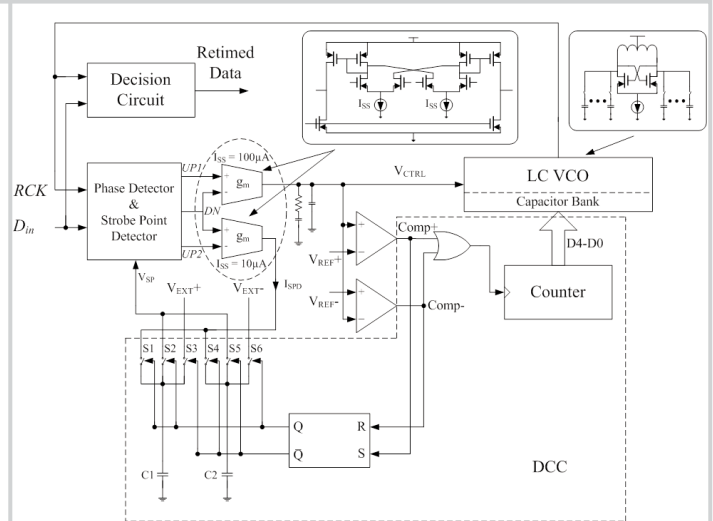 Retimed
Data
Decision
Circuit
RCK
Din
Phase Detector
&
Strobe Point
Detector
UP1
DN
UP2
ISS = 100μA
+
gm
-
+
gm
-
ISS = 10μA
ISS
ISS
VCTRL
LC VCO
Capacitor Bank
D4-D0
Counter
+
-
VREF+
Comp+
VREF-
+
-
Comp-
VSP
VEXT+
VEXT-
ISPD
S1
S2
S3
S4
S5
S6
Q
R
Q̄
S
C1
C2
DCC